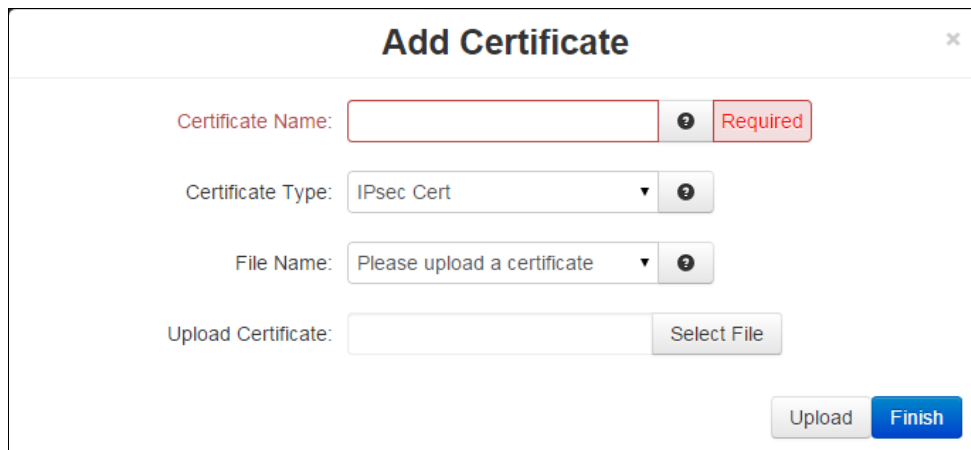 Add Certificate ×
Certificate Name: ? Required
Certificate Type: IPsec Cert ▼ ?
File Name: Please upload a certificate ▼ ?
Upload Certificate: Select File
Upload Finish